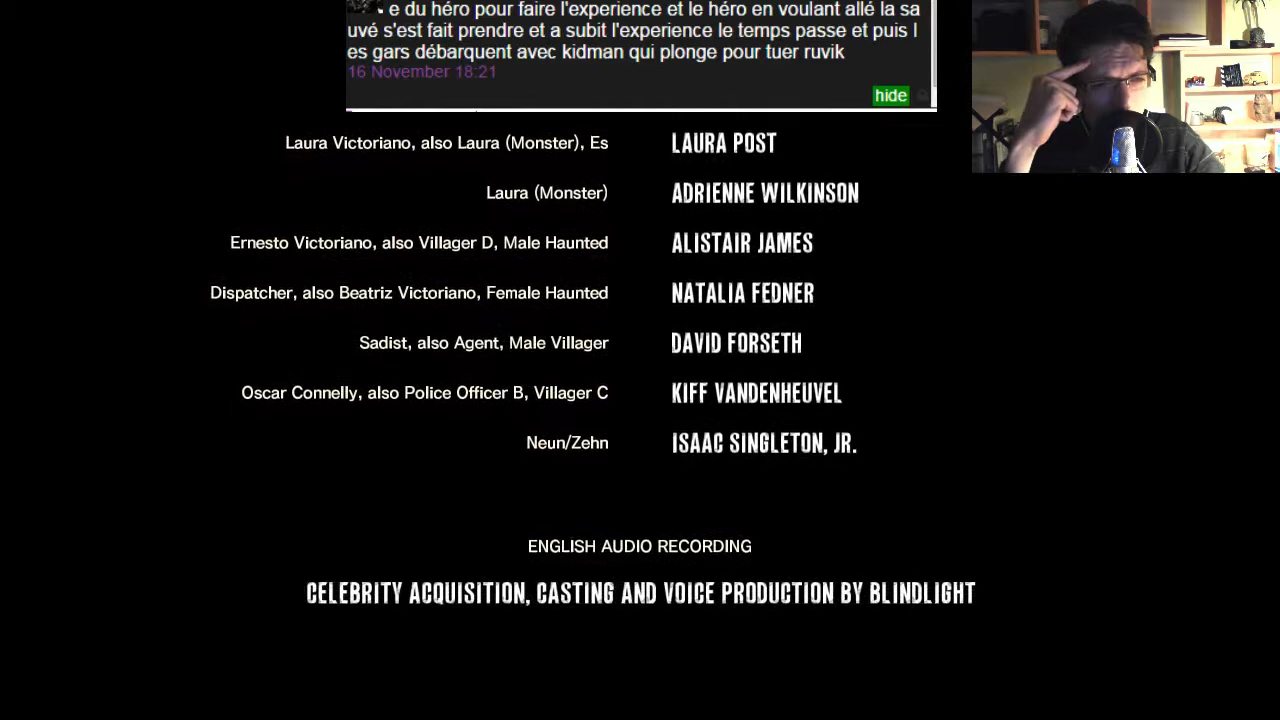 e du héro pour faire l'experience et le héro en voulant allé la sa
uvé s'est fait prendre et a subit l'experience le temps passe et puis l
es gars débarquent avec kidman qui plonge pour tuer ruvik
16 November 18:21
hide
Laura Victoriano, also Laura (Monster), Es LAURA POST
Laura (Monster) ADRIENNE WILKINSON
Ernesto Victoriano, also Villager D, Male Haunted ALISTAIR JAMES
Dispatcher, also Beatriz Victoriano, Female Haunted NATALIA FEDNER
Sadist, also Agent, Male Villager DAVID FORSETH
Oscar Connelly, also Police Officer B, Villager C KIFF VANDENHEUVEL
Neun/Zehn ISAAC SINGLETON, JR.
ENGLISH AUDIO RECORDING
CELEBRITY ACQUISITION, CASTING AND VOICE PRODUCTION BY BLINDLIGHT